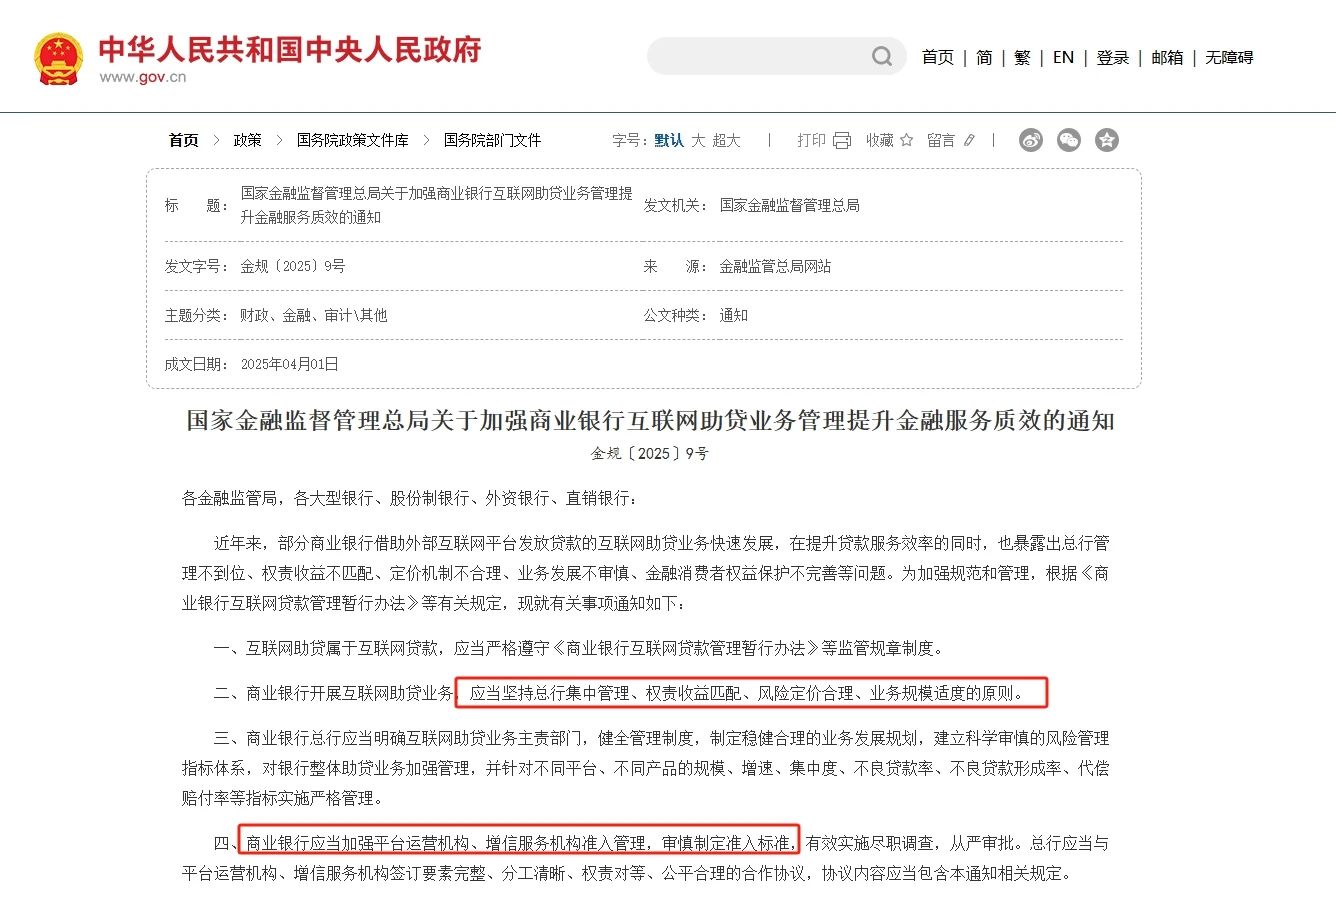 中华人民共和国中央人民政府
www.gov.cn
首页 | 简 | 繁 | EN | 登录 | 邮箱 | 无障碍
首页 > 政策 > 国务院政策文件库 > 国务院部门文件
字号：默认 大 超大 | 打印 收藏 留言 |
标 题： 国家金融监督管理总局关于加强商业银行互联网助贷业务管理提
升金融服务质效的通知
发文机关： 国家金融监督管理总局
发文字号： 金规〔2025〕9号
来 源： 金融监管总局网站
主题分类： 财政、金融、审计\其他
公文种类： 通知
成文日期： 2025年04月01日
国家金融监督管理总局关于加强商业银行互联网助贷业务管理提升金融服务质效的通知
金规〔2025〕9号
各金融监管局，各大型银行、股份制银行、外资银行、直销银行：
近年来，部分商业银行借助外部互联网平台发放贷款的互联网助贷业务快速发展，在提升贷款服务效率的同时，也暴露出总行管
理不到位、权责收益不匹配、定价机制不合理、业务发展不审慎、金融消费者权益保护不完善等问题。为加强规范和管理，根据《商
业银行互联网贷款管理暂行办法》等有关规定，现就有关事项通知如下：
一、互联网助贷属于互联网贷款，应当严格遵守《商业银行互联网贷款管理暂行办法》等监管规章制度。
二、商业银行开展互联网助贷业务，应当坚持总行集中管理、权责收益匹配、风险定价合理、业务规模适度的原则。
三、商业银行总行应当明确互联网助贷业务主责部门，健全管理制度，制定稳健合理的业务发展规划，建立科学审慎的风险管理
指标体系，对银行整体助贷业务加强管理，并针对不同平台、不同产品的规模、增速、集中度、不良贷款率、不良贷款形成率、代偿
赔付率等指标实施严格管理。
四、商业银行应当加强平台运营机构、增信服务机构准入管理，审慎制定准入标准，有效实施尽职调查，从严审批。总行应当与
平台运营机构、增信服务机构签订要素完整、分工清晰、权责对等、公平合理的合作协议，协议内容应当包含本通知相关规定。